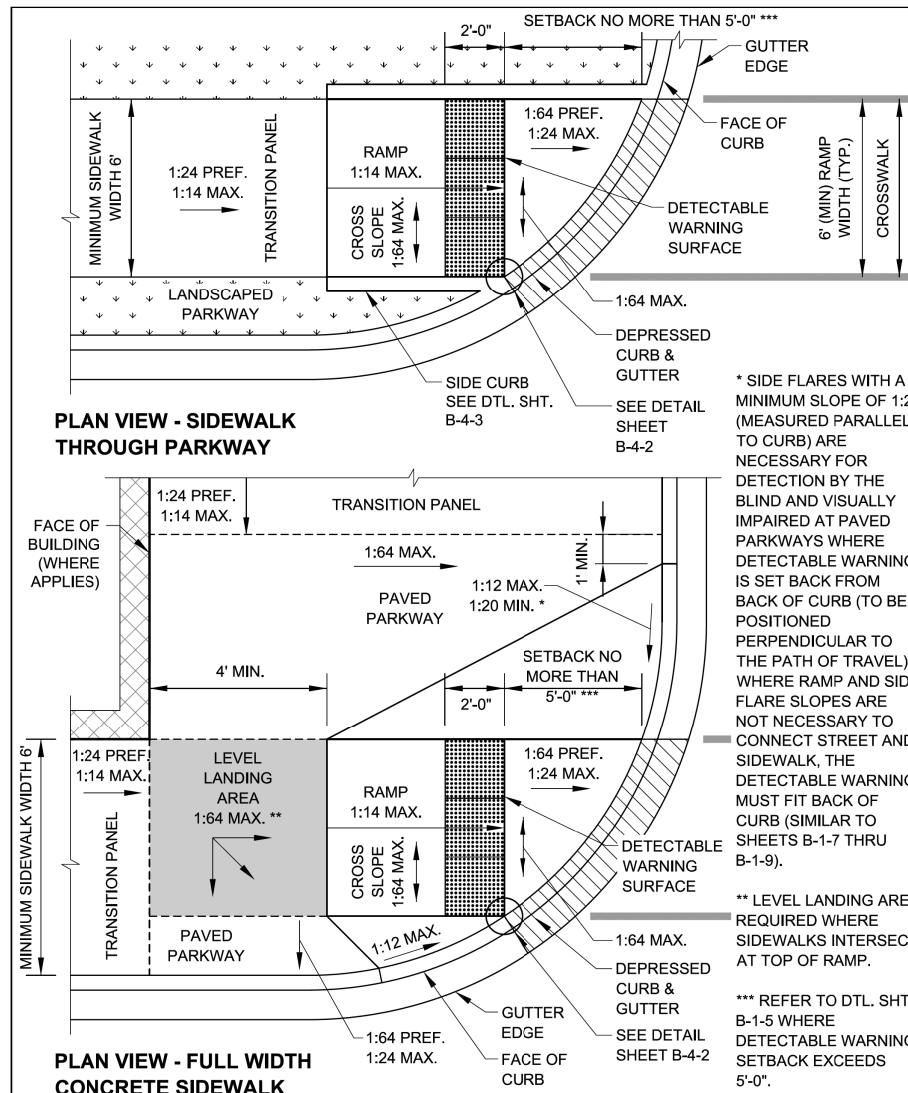 SETBACK NO MORE THAN 5'-0" ***
2'-0"
GUTTER
EDGE
MINIMUM SIDEWALK
WIDTH 6'
1:24 PREF.
1:14 MAX.
TRANSITION PANEL
RAMP
1:14 MAX.
CROSS
SLOPE
1:64 MAX.
1:64 PREF.
1:24 MAX.
FACE OF
CURB
6' (MIN) RAMP
WIDTH (TYP.)
CROSSWALK
DETECTABLE
WARNING
SURFACE
LANDSCAPED
PARKWAY
1:64 MAX.
DEPRESSED
CURB &
GUTTER
SIDE CURB
SEE DTL. SHT.
B-4-3
SEE DETAIL
SHEET
B-4-2
PLAN VIEW - SIDEWALK
THROUGH PARKWAY
* SIDE FLARES WITH A
MINIMUM SLOPE OF
(MEASURED PARALLEL
TO CURB) ARE
NECESSARY FOR
DETECTION BY THE
BLIND AND VISUALLY
IMPAIRED AT PAVED
PARKWAYS WHERE
DETECTABLE WARNING
IS SET BACK FROM
BACK OF CURB (TO BE
POSITIONED
PERPENDICULAR TO
THE PATH OF TRAVEL)
WHERE RAMP AND
FLARE SLOPES ARE
NOT NECESSARY TO
CONNECT STREET AND
SIDEWALK, THE
DETECTABLE WARNING
MUST FIT BACK OF
CURB (SIMILAR TO
SHEETS B-1-7 THRU
B-1-9).
** LEVEL LANDING
REQUIRED WHERE
SIDEWALKS
AT TOP OF RAMP.
*** REFER TO DTL. SHT
B-1-5 WHERE
DETECTABLE WARNING
SETBACK EXCEEDS
5'-0".
FACE OF
BUILDING
(WHERE
APPLIES)
1:24 PREF.
1:14 MAX.
TRANSITION PANEL
1:64 MAX.
PAVED
PARKWAY
1' MIN.
1:12 MAX.
1:20 MIN. *
4' MIN.
2'-0"
SETBACK NO
MORE THAN
5'-0" ***
MINIMUM SIDEWALK WIDTH 6'
1:24 PREF.
1:14 MAX.
TRANSITION PANEL
LEVEL
LANDING
AREA
1:64 MAX. **
RAMP
1:14 MAX.
CROSS
SLOPE
1:64 MAX.
1:64 PREF.
1:24 MAX.
DETECTABLE
WARNING
SURFACE
PAVED
PARKWAY
1:12 MAX.
1:64 MAX.
DEPRESSED
CURB &
GUTTER
SEE DETAIL
SHEET B-4-2
1:64 PREF.
1:24 MAX.
GUTTER
EDGE
FACE OF
CURB
PLAN VIEW - FULL WIDTH
CONCRETE SIDEWALK